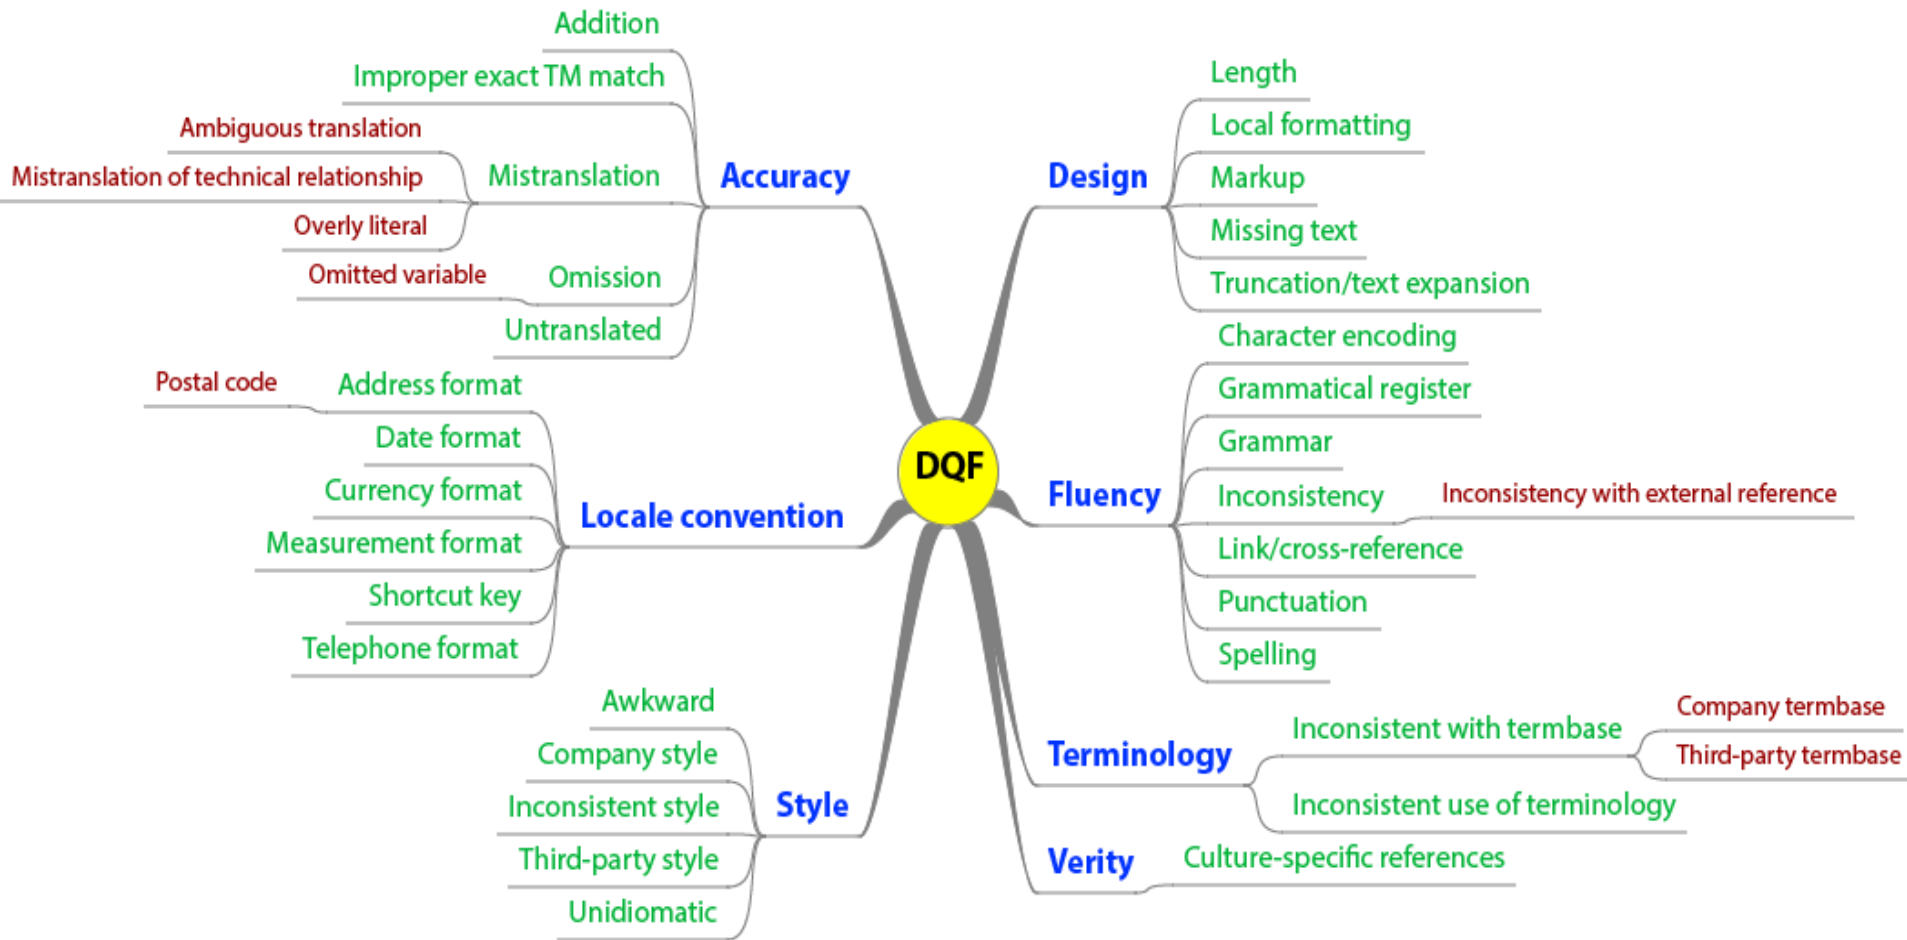 DQF
Accuracy
Addition
Improper exact TM match
Mistranslation
Ambiguous translation
Mistranslation of technical relationship
Overly literal
Omission
Omitted variable
Untranslated
Locale convention
Address format
Postal code
Date format
Currency format
Measurement format
Shortcut key
Telephone format
Style
Awkward
Company style
Inconsistent style
Third-party style
Unidiomatic
Design
Length
Local formatting
Markup
Missing text
Truncation/text expansion
Fluency
Character encoding
Grammatical register
Grammar
Inconsistency
Inconsistency with external reference
Link/cross-reference
Punctuation
Spelling
Terminology
Inconsistent with termbase
Company termbase
Third-party termbase
Inconsistent use of terminology
Verity
Culture-specific references